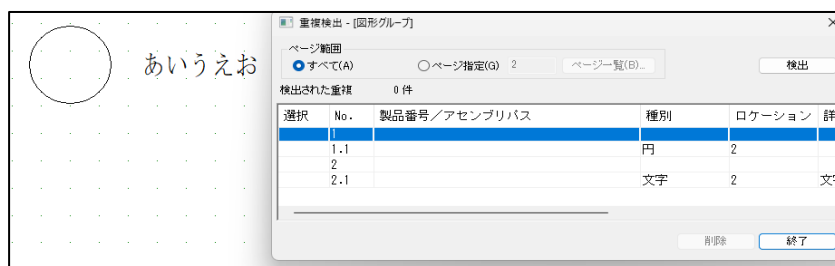 あいうえお
重複検出 - [図形グループ]
ページ範囲
すべて(A) ページ指定(G) 2 ページ一覧(B)... 検出
検出された重複 0 件
選択 No. 製品番号／アセンブリパス 種別 ロケーション 詳
1
1.1 円 2
2
2.1 文字 2 文字
削除 終了